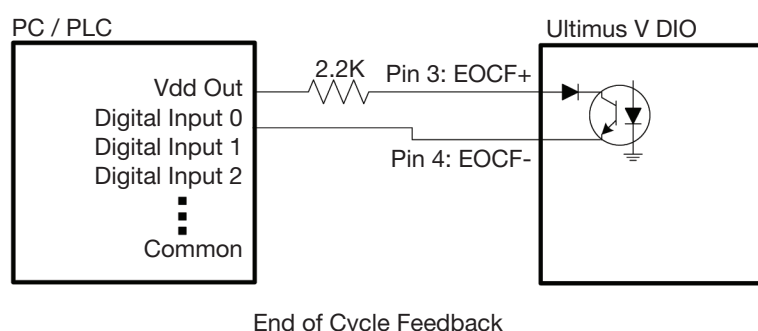 PC / PLC
Ultimus V DIO
2.2K
Pin 3: EOCF+
Vdd Out
Digital Input 0
Digital Input 1
Pin 4: EOCF-
Digital Input 2
Common
End of Cycle Feedback